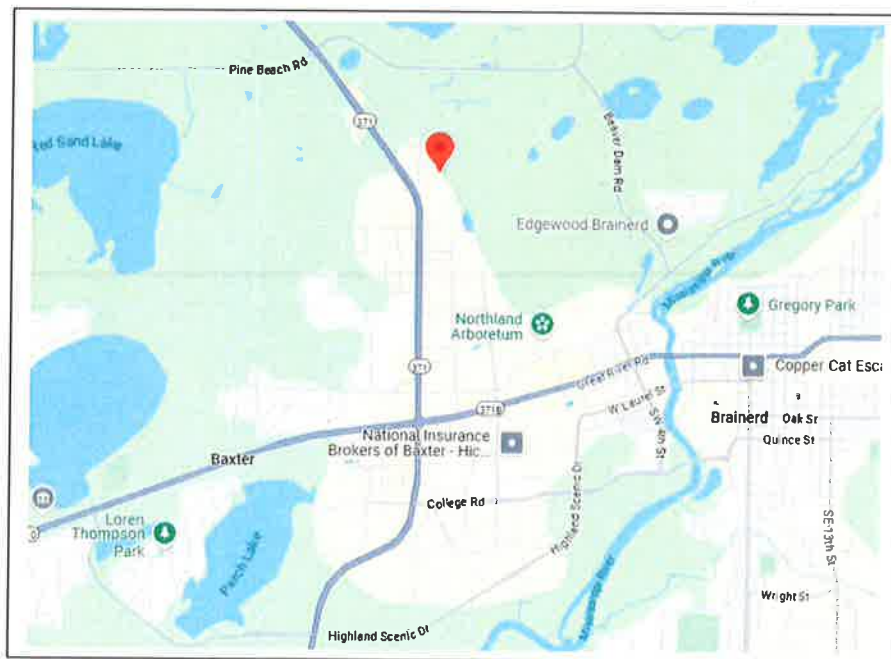 Pine Beach Rd
371
Red Sand Lake
Beaver Dam Rd
Edgewood Brainerd
Mississippi River
Gregory Park
Northland
Arboretum
Great River Rd
Copper Cat Esca
371
371B
W Laurel St
SW 4th St
Brainerd
Oak St
Quince St
National Insurance
Brokers of Baxter - Hic...
Baxter
College Rd
Highland Scenic Dr
Loren
Thompson
Park
Perch Lake
SE 13th St
Mississippi River
Wright St
Highland Scenic Dr